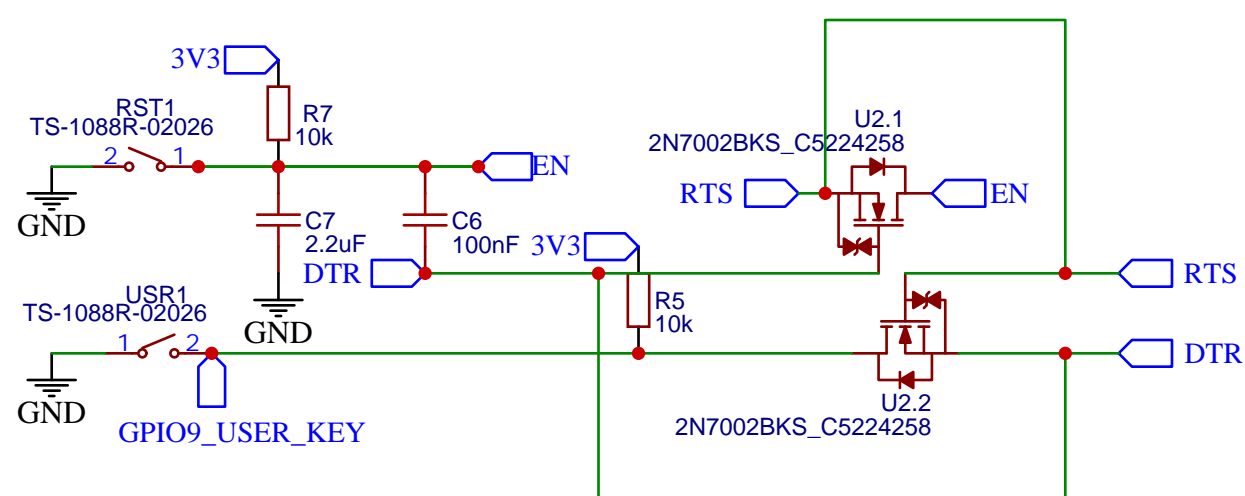 3V3
RST1
TS-1088R-02026
2
1
R7
10k
U2.1
2N7002BKS_C5224258
EN
RTS
EN
GND
C7
2.2uF
C6
100nF
3V3
DTR
RTS
USR1
TS-1088R-02026
1
2
GND
R5
10k
DTR
GND
U2.2
2N7002BKS_C5224258
GPIO9_USER_KEY